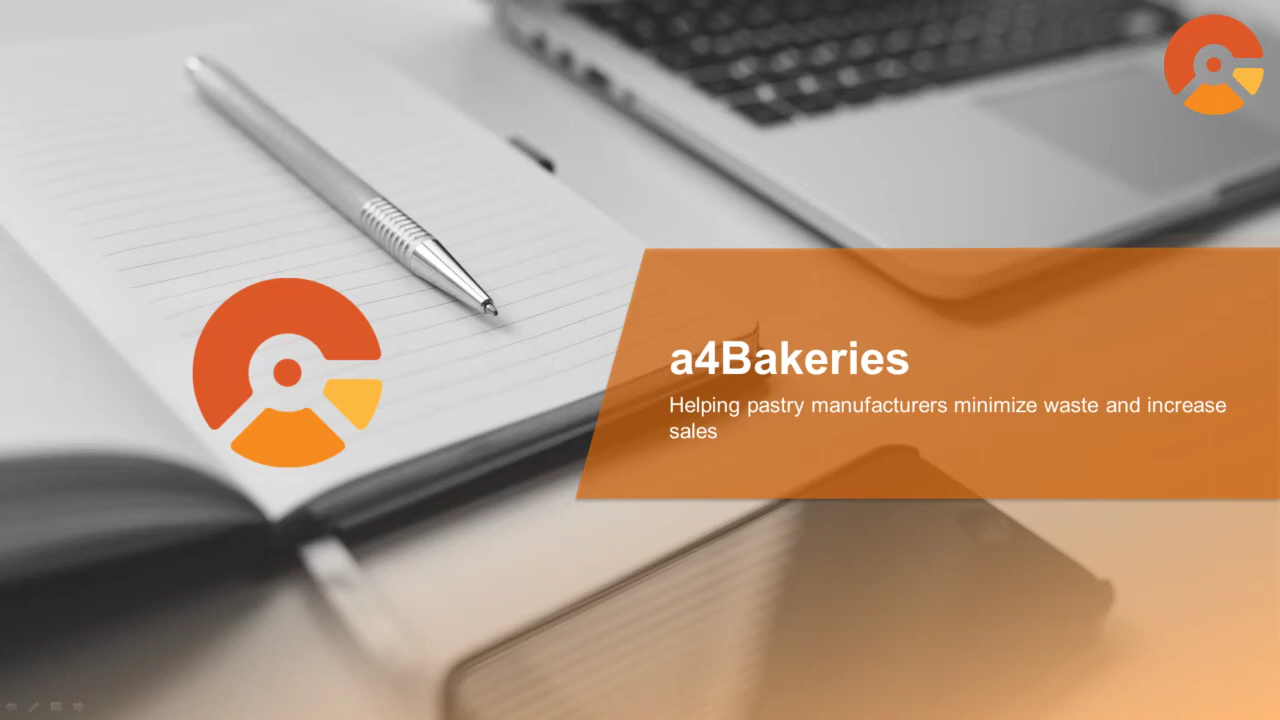 a4Bakeries
Helping pastry manufacturers minimize waste and increase
sales